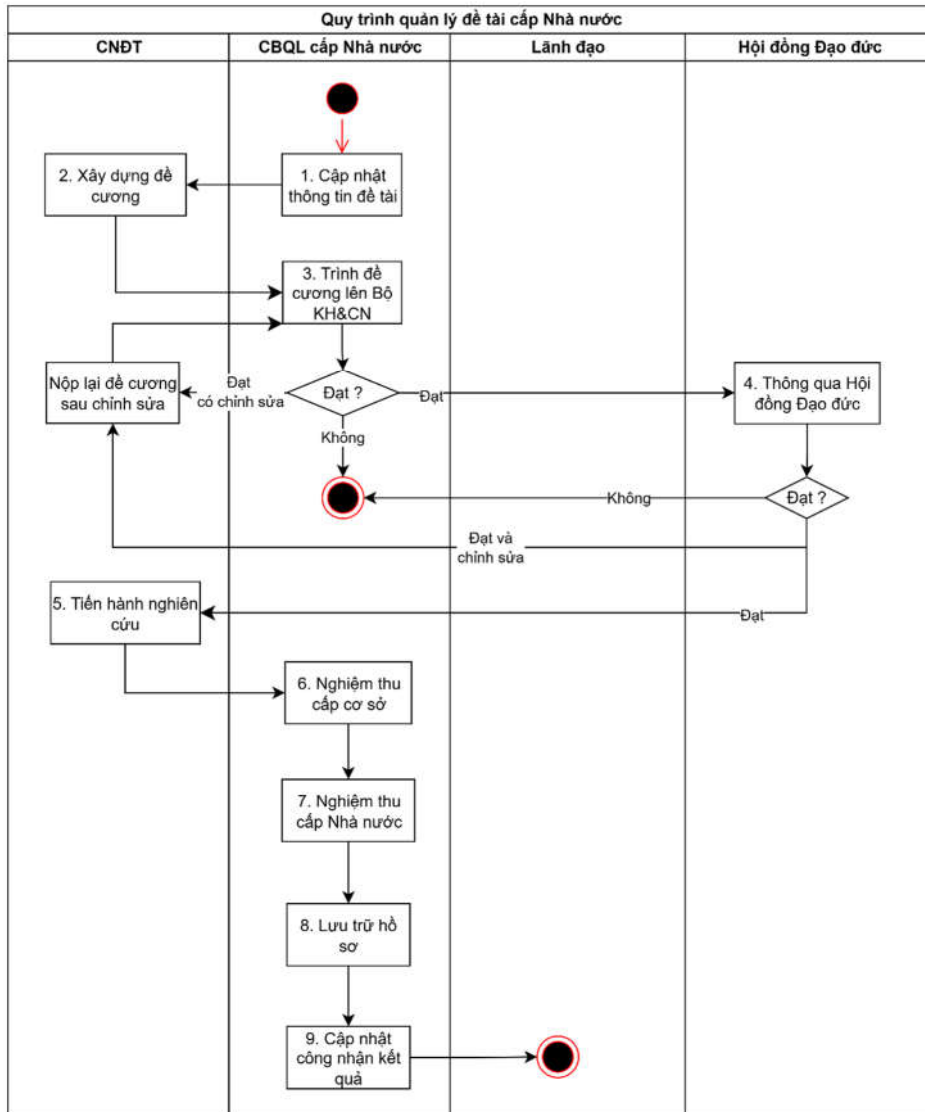 Quy trình quản lý đề tài cấp Nhà nước
CNĐT
CBQL cấp Nhà nước
Lãnh đạo
Hội đồng Đạo đức
2. Xây dựng đề
cương
1. Cập nhật
thông tin đề tài
3. Trình đề
cương lên Bộ
KH&CN
Nộp lại đề cương
sau chỉnh sửa
Đạt
có chỉnh sửa
Đạt ?
Đạt
4. Thông qua Hội
đồng Đạo đức
Không
Không
Đạt ?
Đạt và
chỉnh sửa
5. Tiến hành nghiên
cứu
Đạt
6. Nghiệm thu
cấp cơ sở
7. Nghiệm thu
cấp Nhà nước
8. Lưu trữ hồ
sơ
9. Cập nhật
công nhận kết
quả